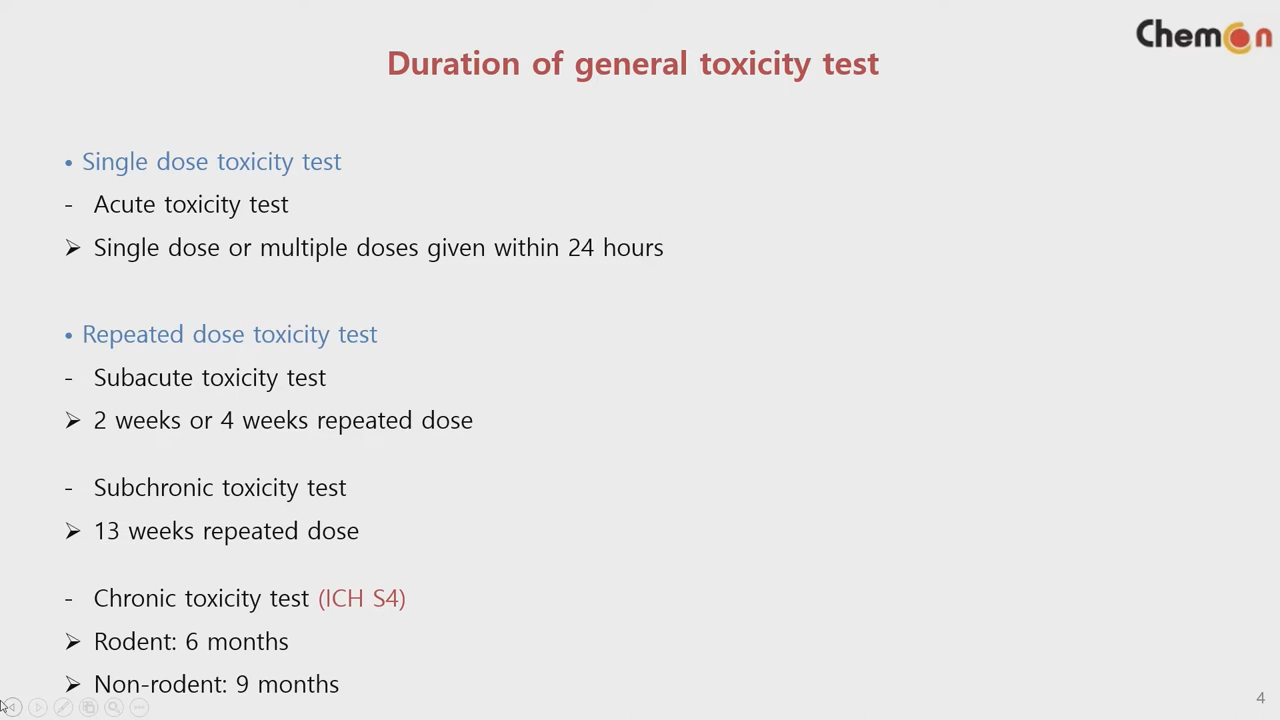 ChemOn
Duration of general toxicity test
• Single dose toxicity test
- Acute toxicity test
➢ Single dose or multiple doses given within 24 hours
• Repeated dose toxicity test
- Subacute toxicity test
➢ 2 weeks or 4 weeks repeated dose
- Subchronic toxicity test
➢ 13 weeks repeated dose
- Chronic toxicity test (ICH S4)
➢ Rodent: 6 months
➢ Non-rodent: 9 months
4